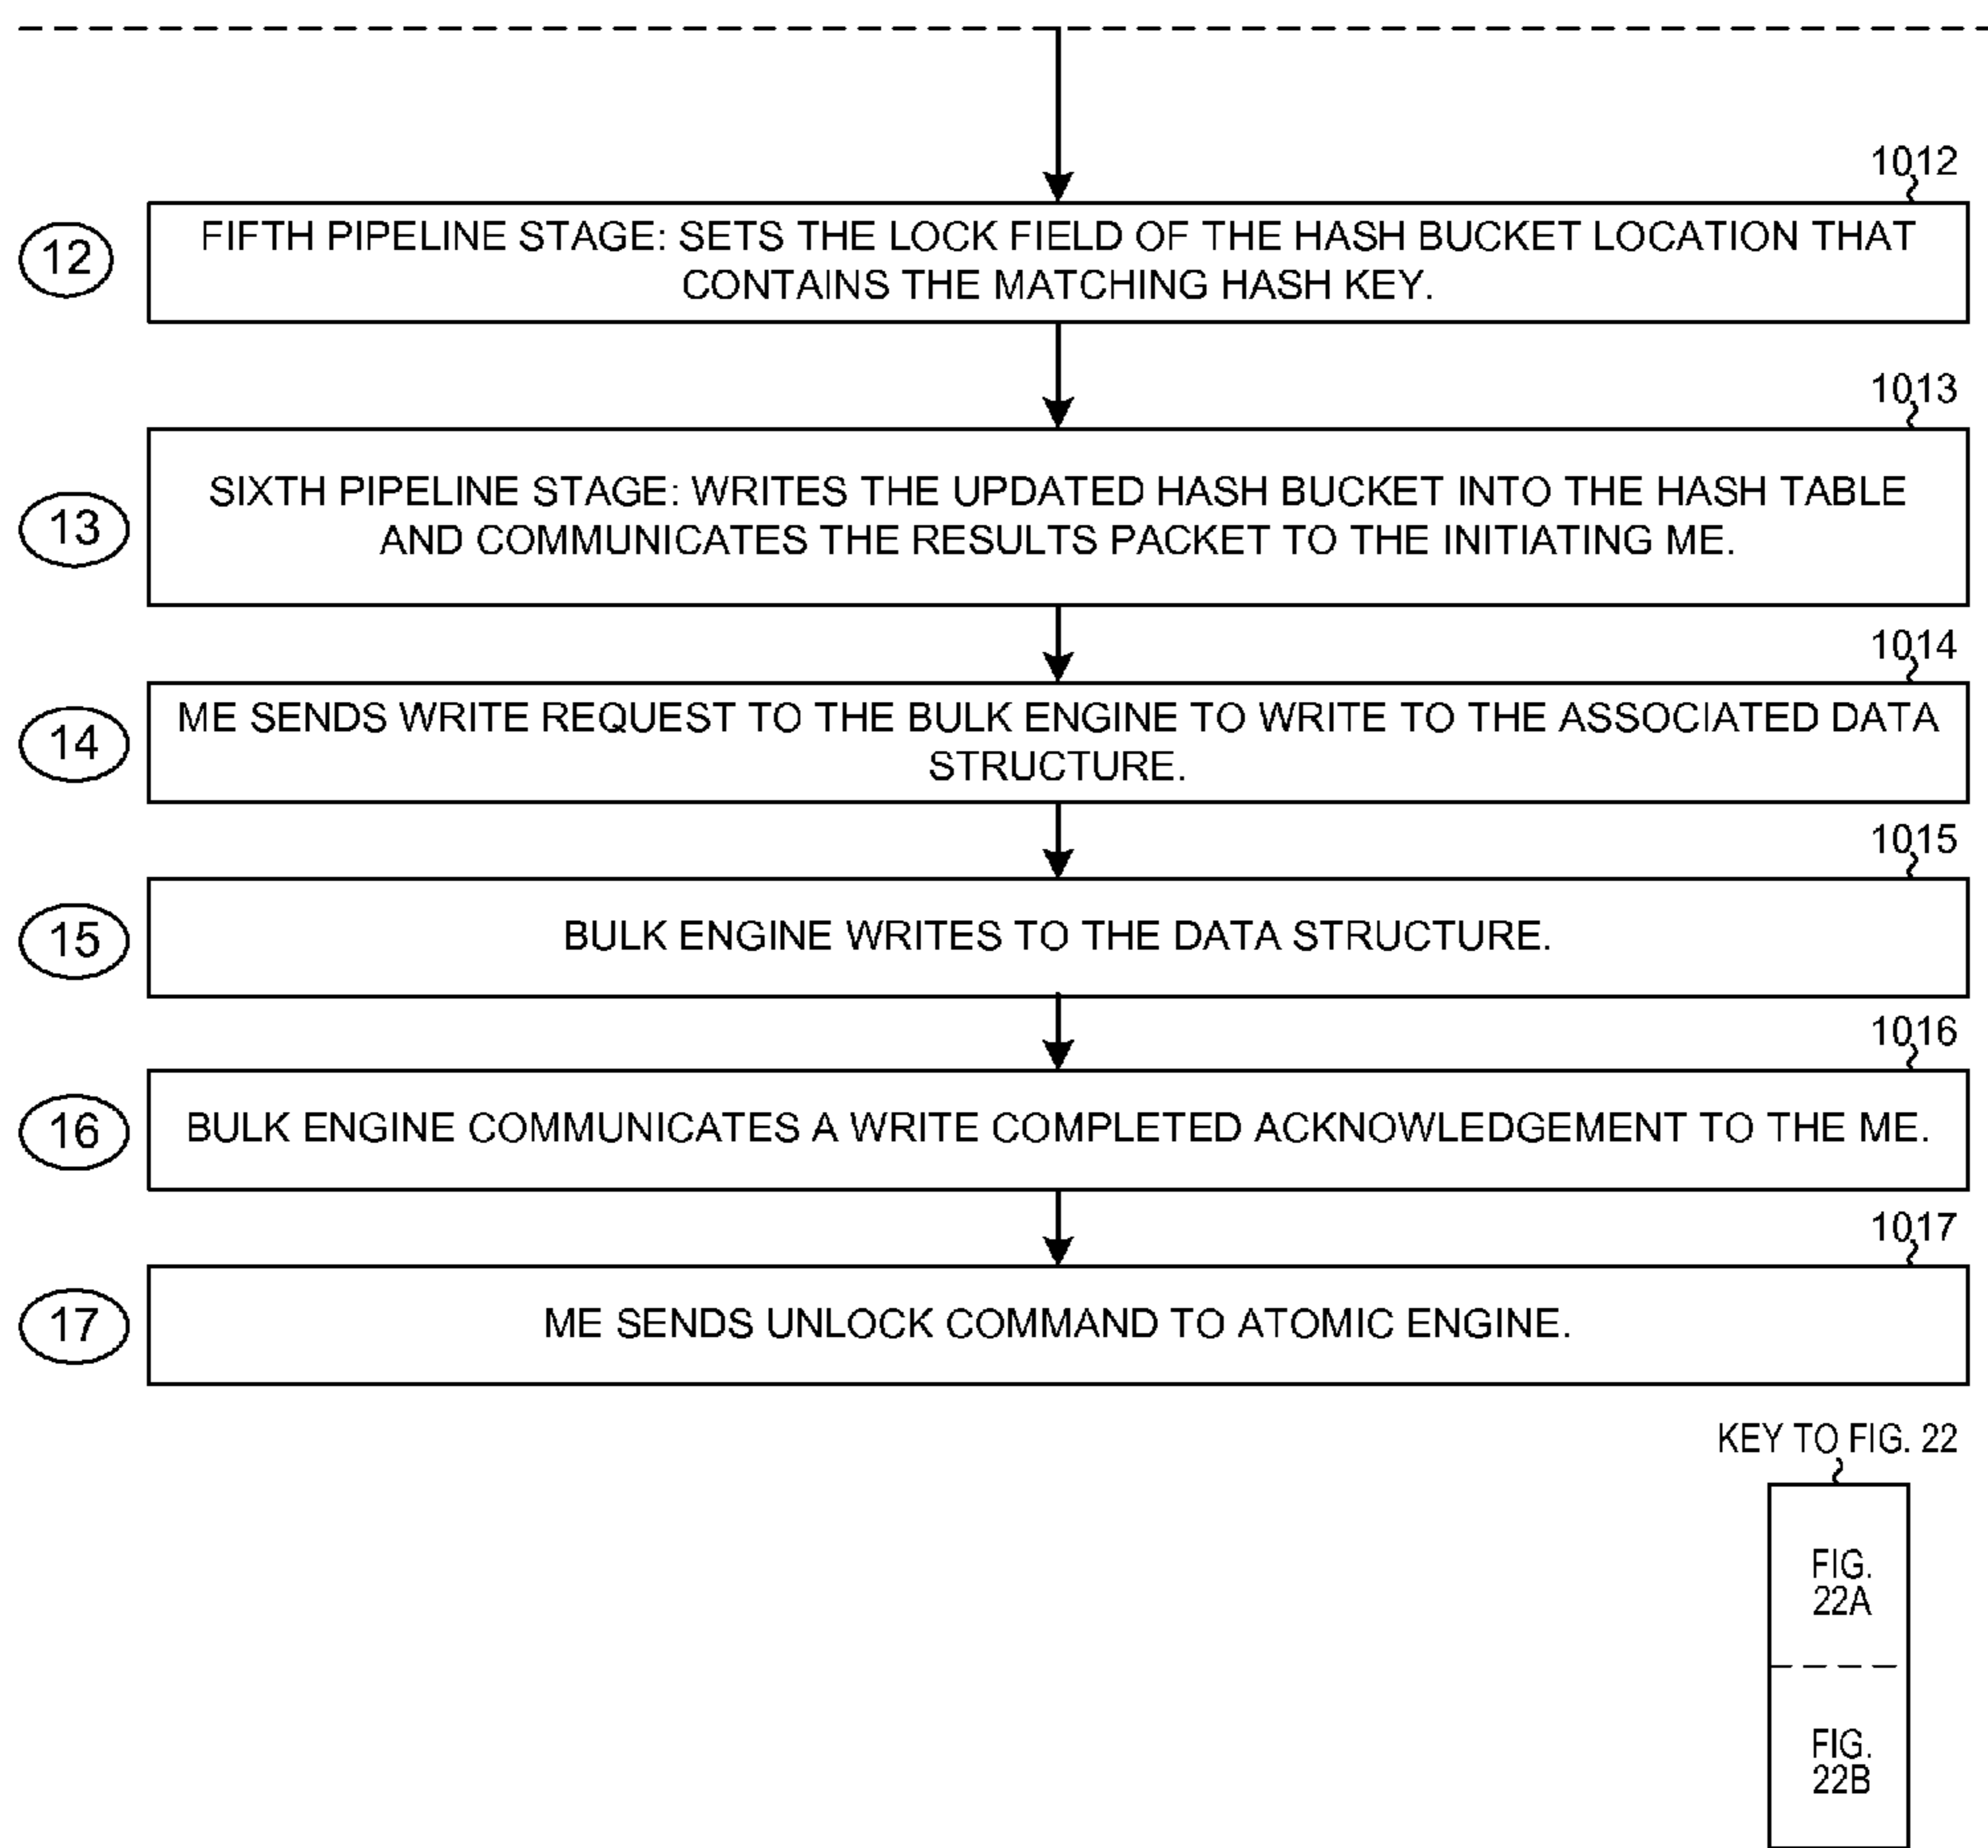 1012
12
FIFTH PIPELINE STAGE: SETS THE LOCK FIELD OF THE HASH BUCKET LOCATION THAT
CONTAINS THE MATCHING HASH KEY.
1013
13
SIXTH PIPELINE STAGE: WRITES THE UPDATED HASH BUCKET INTO THE HASH TABLE
AND COMMUNICATES THE RESULTS PACKET TO THE INITIATING ME.
1014
14
ME SENDS WRITE REQUEST TO THE BULK ENGINE TO WRITE TO THE ASSOCIATED DATA
STRUCTURE.
1015
15
BULK ENGINE WRITES TO THE DATA STRUCTURE.
1016
16
BULK ENGINE COMMUNICATES A WRITE COMPLETED ACKNOWLEDGEMENT TO THE ME.
1017
17
ME SENDS UNLOCK COMMAND TO ATOMIC ENGINE.
KEY TO FIG. 22
FIG.
22A
FIG.
22B